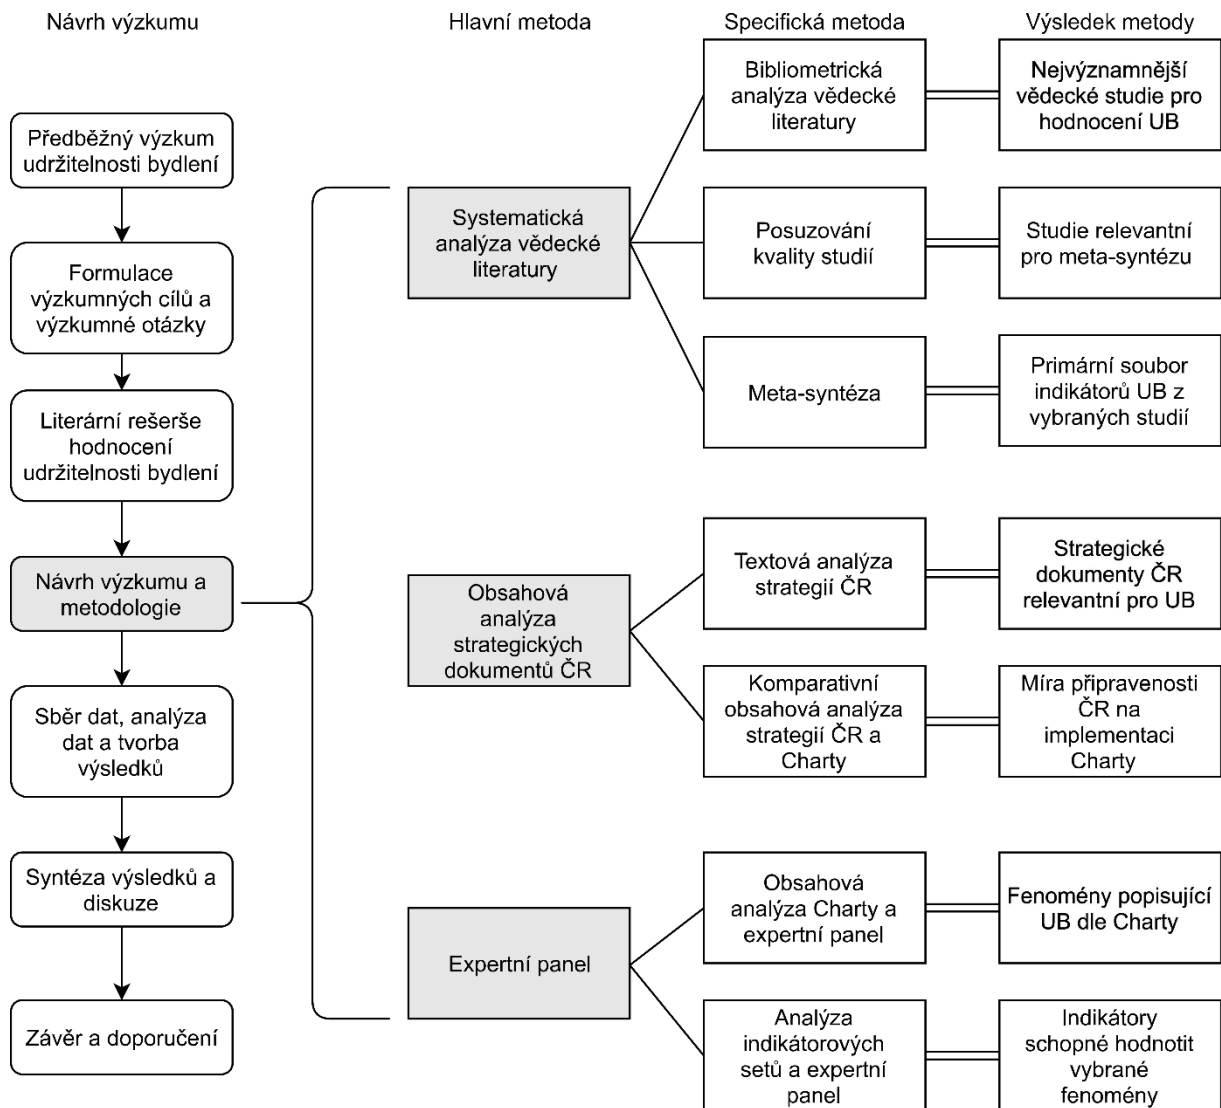 Návrh výzkumu
Hlavní metoda
Specifická metoda
Výsledek metody
Předběžný výzkum
udržitelnosti bydlení
Formulace
výzkumných cílů a
výzkumné otázky
Literární rešerše
hodnocení
udržitelnosti bydlení
Návrh výzkumu a
metodologie
Sběr dat, analýza
dat a tvorba
výsledků
Syntéza výsledků a
diskuze
Závěr a doporučení
Systematická
analýza vědecké
literatury
Bibliometrická
analýza vědecké
literatury
Nejvýznamnější
vědecké studie pro
hodnocení UB
Posuzování
kvality studií
Studie relevantní
pro meta-syntézu
Meta-syntéza
Primární soubor
indikátorů UB z
vybraných studií
Obsahová
analýza
strategických
dokumentů ČR
Textová analýza
strategií ČR
Strategické
dokumenty ČR
relevantní pro UB
Komparativní
obsahová analýza
strategií ČR a
Charty
Míra připravenosti
ČR na
implementaci
Charty
Expertní panel
Obsahová
analýza Charty a
expertní panel
Fenomény popisující
UB dle Charty
Analýza
indikátorových
setů a expertní
panel
Indikátory
schopné hodnotit
vybrané
fenomény